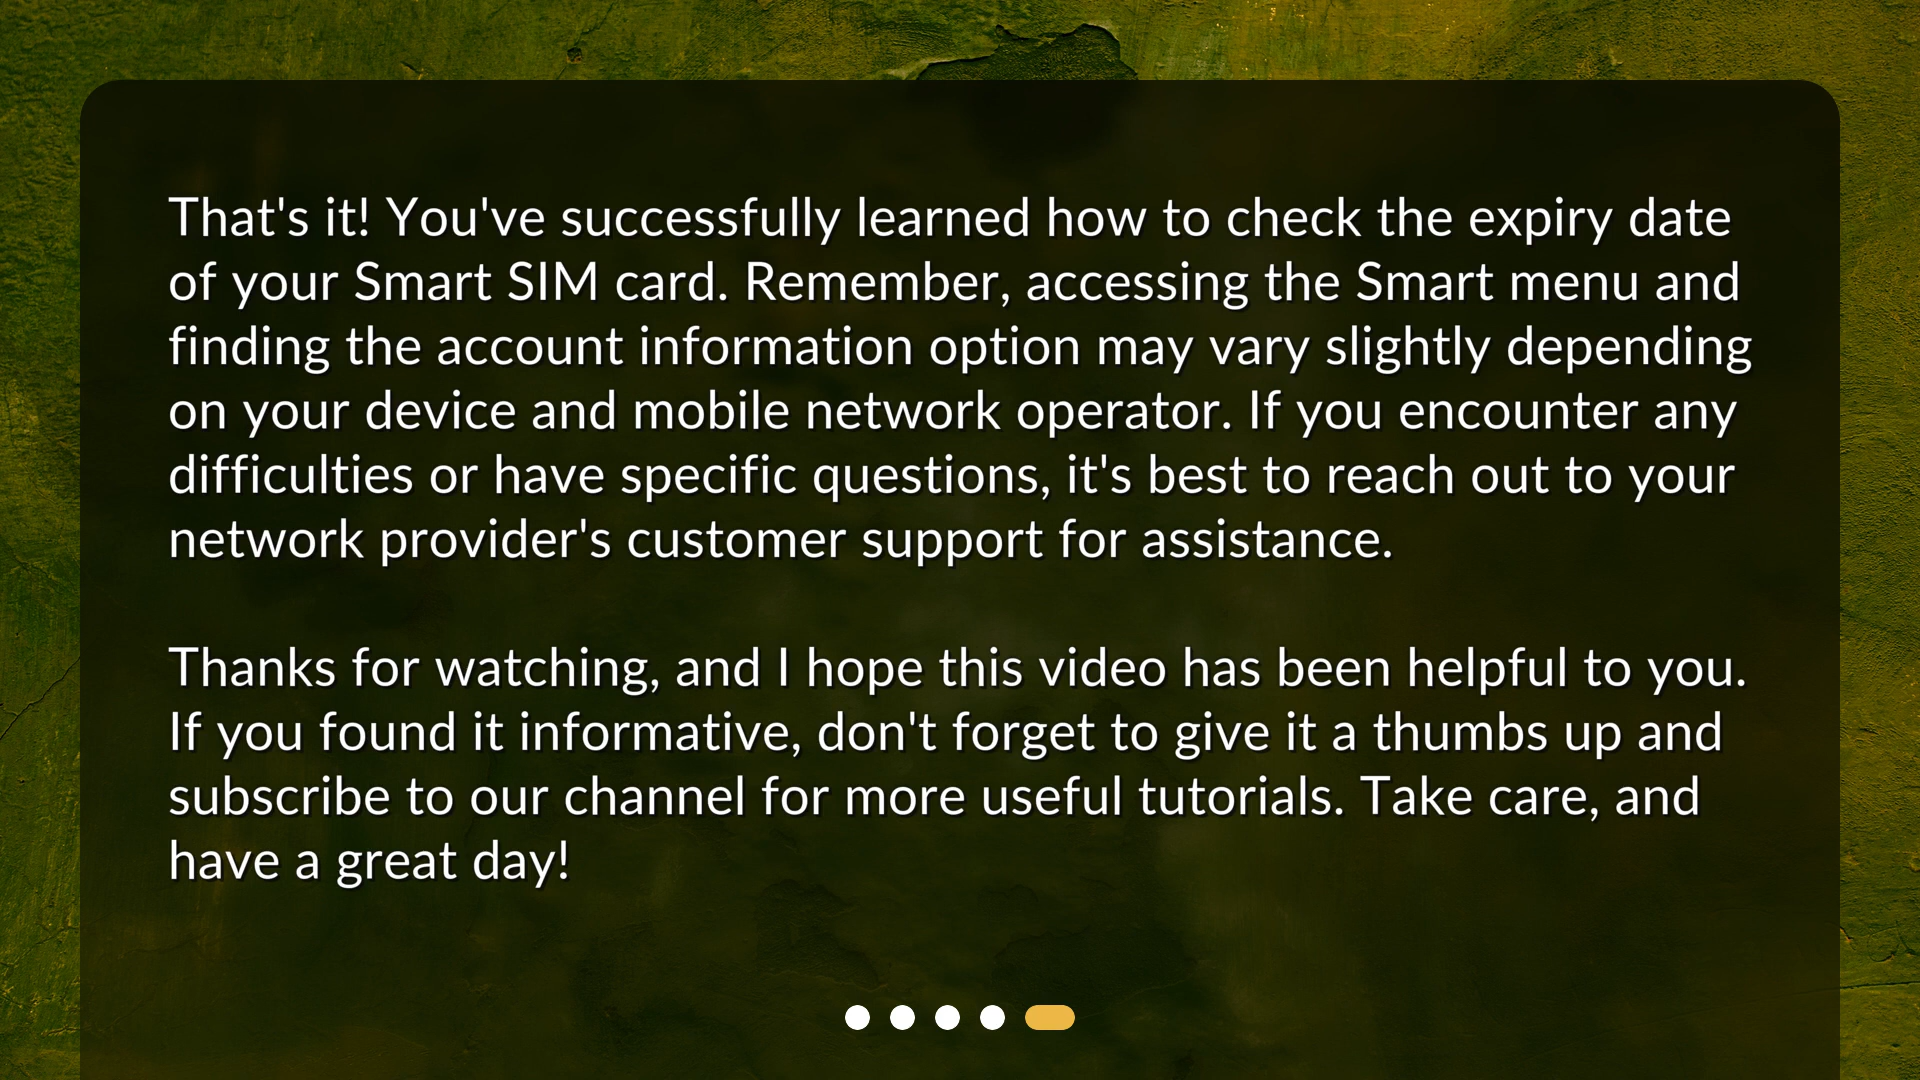 That's it! You've successfully learned how to check the expiry date
of your Smart SIM card. Remember, accessing the Smart menu and
finding the account information option may vary slightly depending
on your device and mobile network operator. If you encounter any
difficulties or have specific questions, it's best to reach out to your
network provider's customer support for assistance.
Thanks for watching, and I hope this video has been helpful to you.
If you found it informative, don't forget to give it a thumbs up and
subscribe to our channel for more useful tutorials. Take care, and
have a great day!